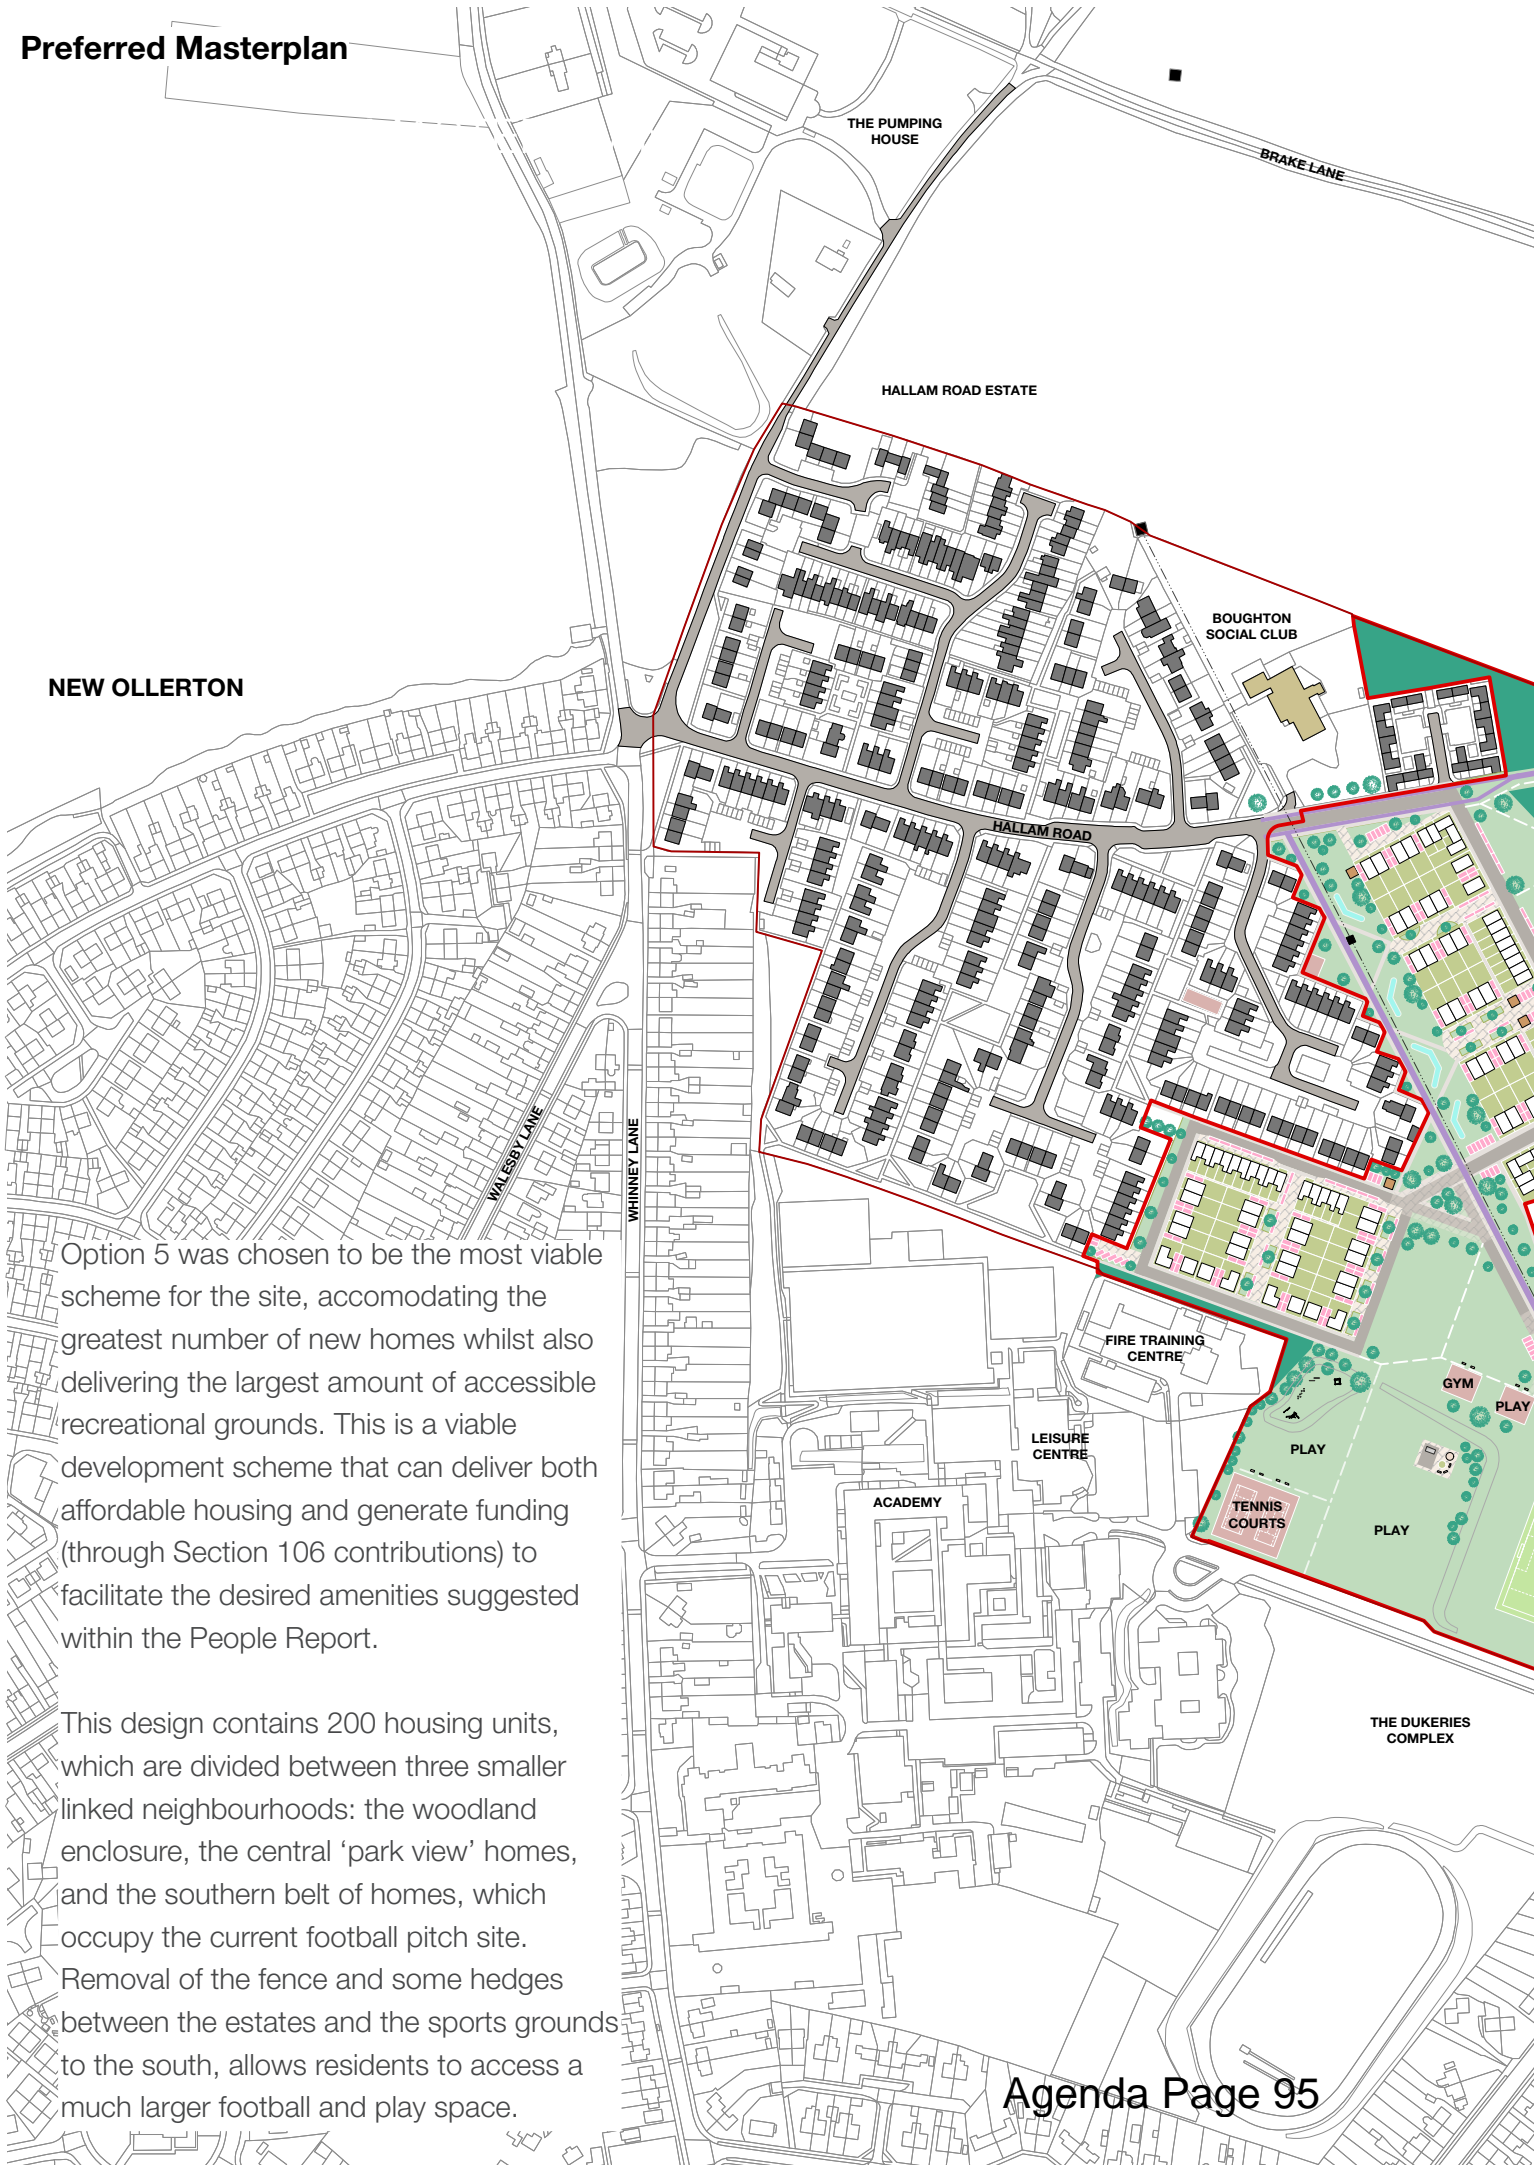 Preferred Masterplan
THE PUMPING
HOUSE
BRAKE LANE
HALLAM ROAD ESTATE
BOUGHTON
SOCIAL CLUB
NEW OLLERTON
HALLAM ROAD
WALESBY LANE
WHINNEY LANE
FIRE TRAINING
CENTRE
GYM
PLAY
LEISURE
CENTRE
PLAY
ACADEMY
TENNIS
COURTS
PLAY
THE DUKERIES
COMPLEX
Option 5 was chosen to be the most viable
scheme for the site, accomodating the
greatest number of new homes whilst also
delivering the largest amount of accessible
recreational grounds. This is a viable
development scheme that can deliver both
affordable housing and generate funding
(through Section 106 contributions) to
facilitate the desired amenities suggested
within the People Report.
This design contains 200 housing units,
which are divided between three smaller
linked neighbourhoods: the woodland
enclosure, the central ‘park view’ homes,
and the southern belt of homes, which
occupy the current football pitch site.
Removal of the fence and some hedges
between the estates and the sports grounds
to the south, allows residents to access a
much larger football and play space.
Agenda Page 95